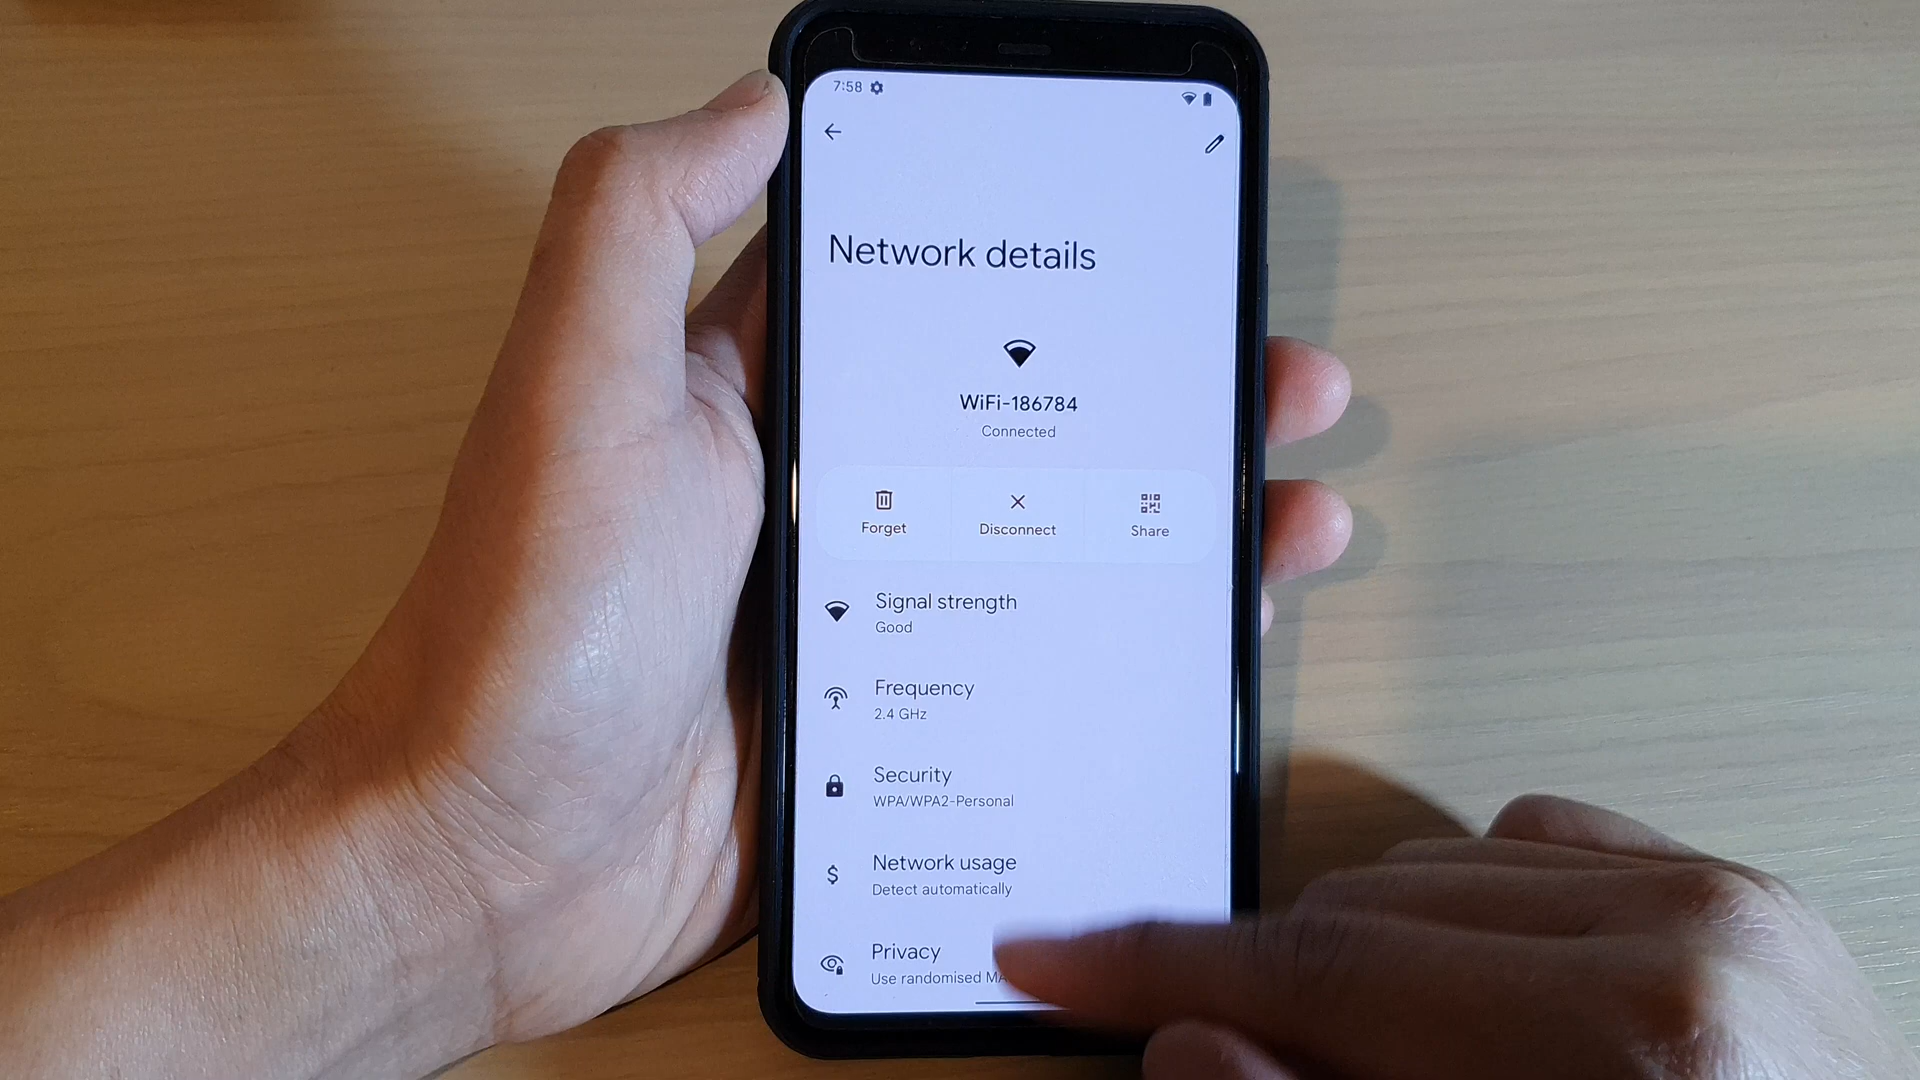 7:58
Network details
WiFi-186784
Connected
Forget
Disconnect
Share
Signal strength
Good
Frequency
2.4 GHz
Security
WPA/WPA2-Personal
Network usage
Detect automatically
Privacy
Use randomised